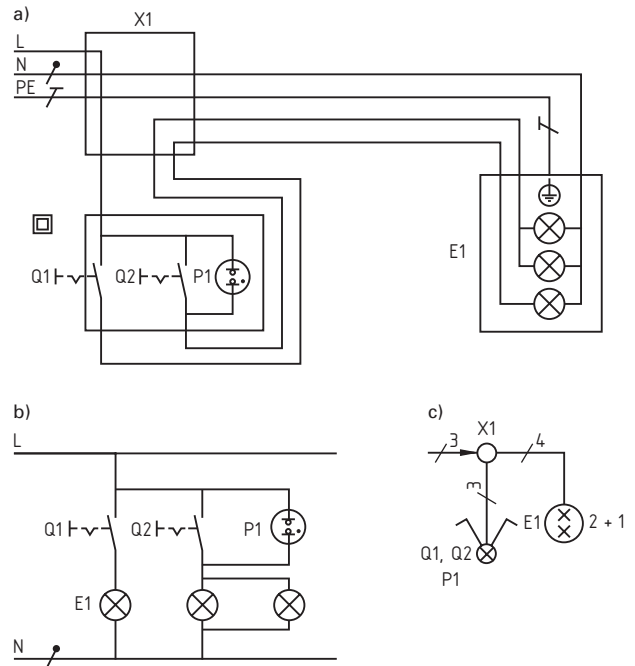 a)
X1
L
N
PE
E1
Q1 Q2 P1
b)
L
Q1 Q2 P1
E1
N
c)
X1
3 4
3
E1 2 + 1
Q1, Q2
P1